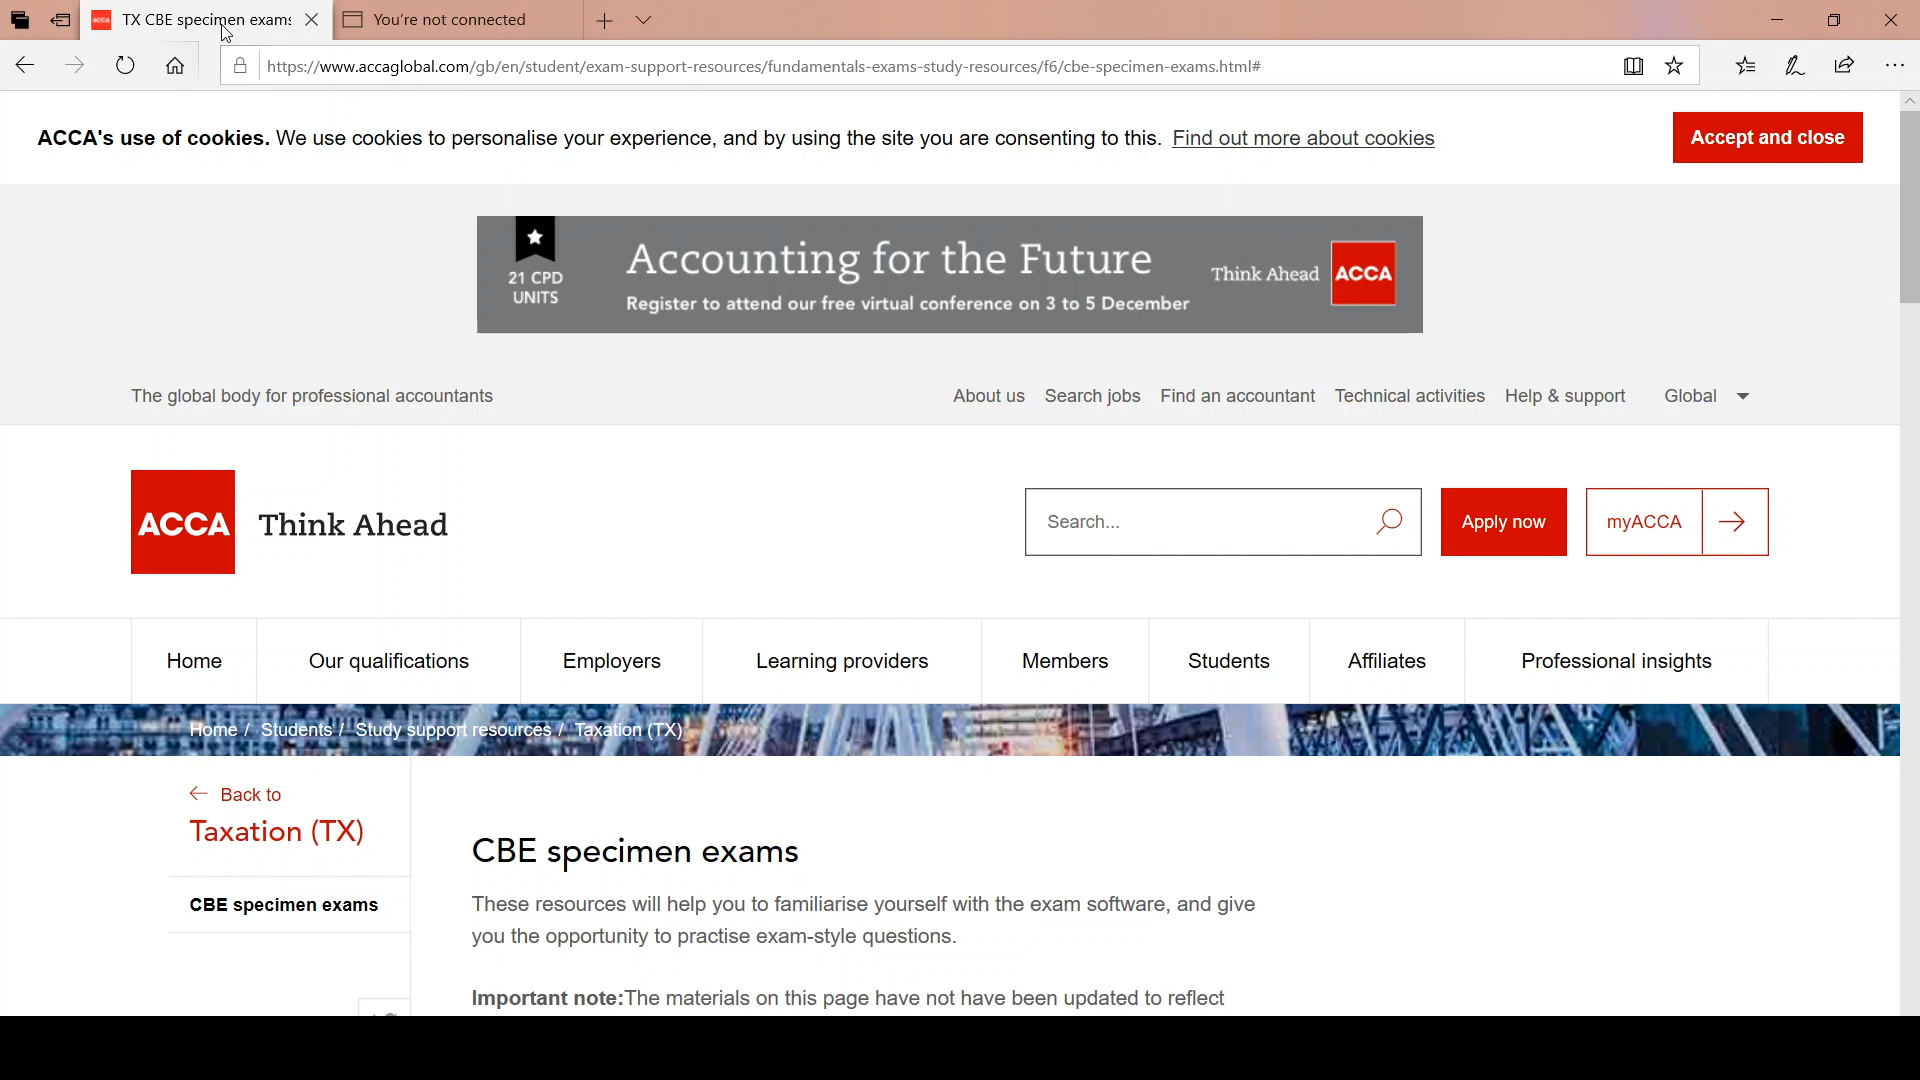 TX CBE specimen exams
You're not connected
https://www.accaglobal.com/gb/en/student/exam-support-resources/fundamentals-exams-study-resources/f6/cbe-specimen-exams.html#
ACCA's use of cookies. We use cookies to personalise your experience, and by using the site you are consenting to this. Find out more about cookies
Accept and close
21 CPD
UNITS
Accounting for the Future
Register to attend our free virtual conference on 3 to 5 December
Think Ahead ACCA
The global body for professional accountants
About us Search jobs Find an accountant Technical activities Help & support Global
ACCA Think Ahead
Search...
Apply now
myACCA
Home Our qualifications Employers Learning providers Members Students Affiliates Professional insights
Home / Students / Study support resources / Taxation (TX)
Back to
Taxation (TX)
CBE specimen exams
CBE specimen exams
These resources will help you to familiarise yourself with the exam software, and give
you the opportunity to practise exam-style questions.
Important note:The materials on this page have not have been updated to reflect